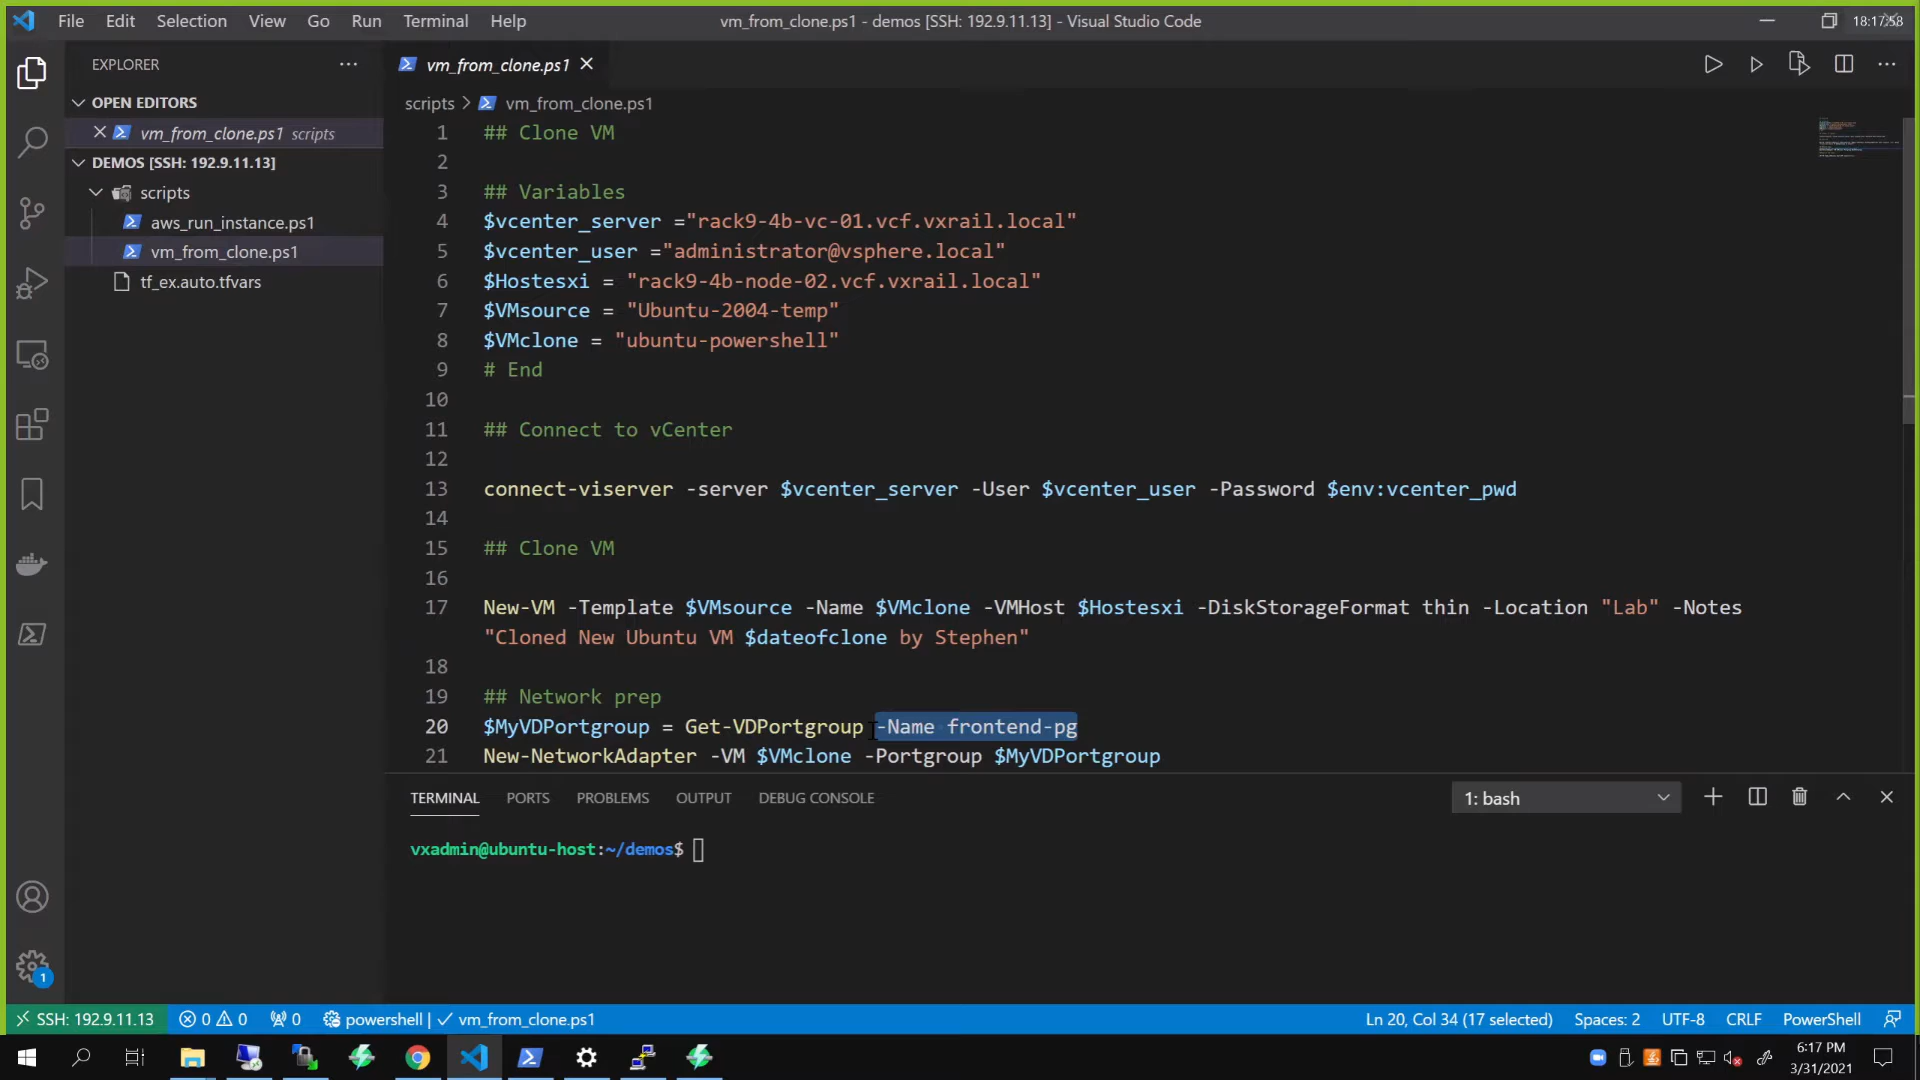 File Edit Selection View Go Run Terminal Help
vm_from_clone.ps1 - demos [SSH: 192.9.11.13] - Visual Studio Code
18:17:58
EXPLORER
OPEN EDITORS
vm_from_clone.ps1 scripts
DEMOS [SSH: 192.9.11.13]
scripts
aws_run_instance.ps1
vm_from_clone.ps1
tf_ex.auto.tfvars
vm_from_clone.ps1
scripts > vm_from_clone.ps1
1 ## Clone VM
2
3 ## Variables
4 $vcenter_server ="rack9-4b-vc-01.vcf.vxrail.local"
5 $vcenter_user ="administrator@vsphere.local"
6 $Hostesxi = "rack9-4b-node-02.vcf.vxrail.local"
7 $VMsource = "Ubuntu-2004-temp"
8 $VMclone = "ubuntu-powershell"
9 # End
10
11 ## Connect to vCenter
12
13 connect-viserver -server $vcenter_server -User $vcenter_user -Password $env:vcenter_pwd
14
15 ## Clone VM
16
17 New-VM -Template $VMsource -Name $VMclone -VMHost $Hostesxi -DiskStorageFormat thin -Location "Lab" -Notes
"Cloned New Ubuntu VM $dateofclone by Stephen"
18
19 ## Network prep
20 $MyVDPortgroup = Get-VDPortgroup -Name frontend-pg
21 New-NetworkAdapter -VM $VMclone -Portgroup $MyVDPortgroup
TERMINAL PORTS PROBLEMS OUTPUT DEBUG CONSOLE
1: bash
vxadmin@ubuntu-host:~/demos$
1
SSH: 192.9.11.13 0 0 0 powershell | vm_from_clone.ps1
Ln 20, Col 34 (17 selected) Spaces: 2 UTF-8 CRLF PowerShell
6:17 PM
3/31/2021